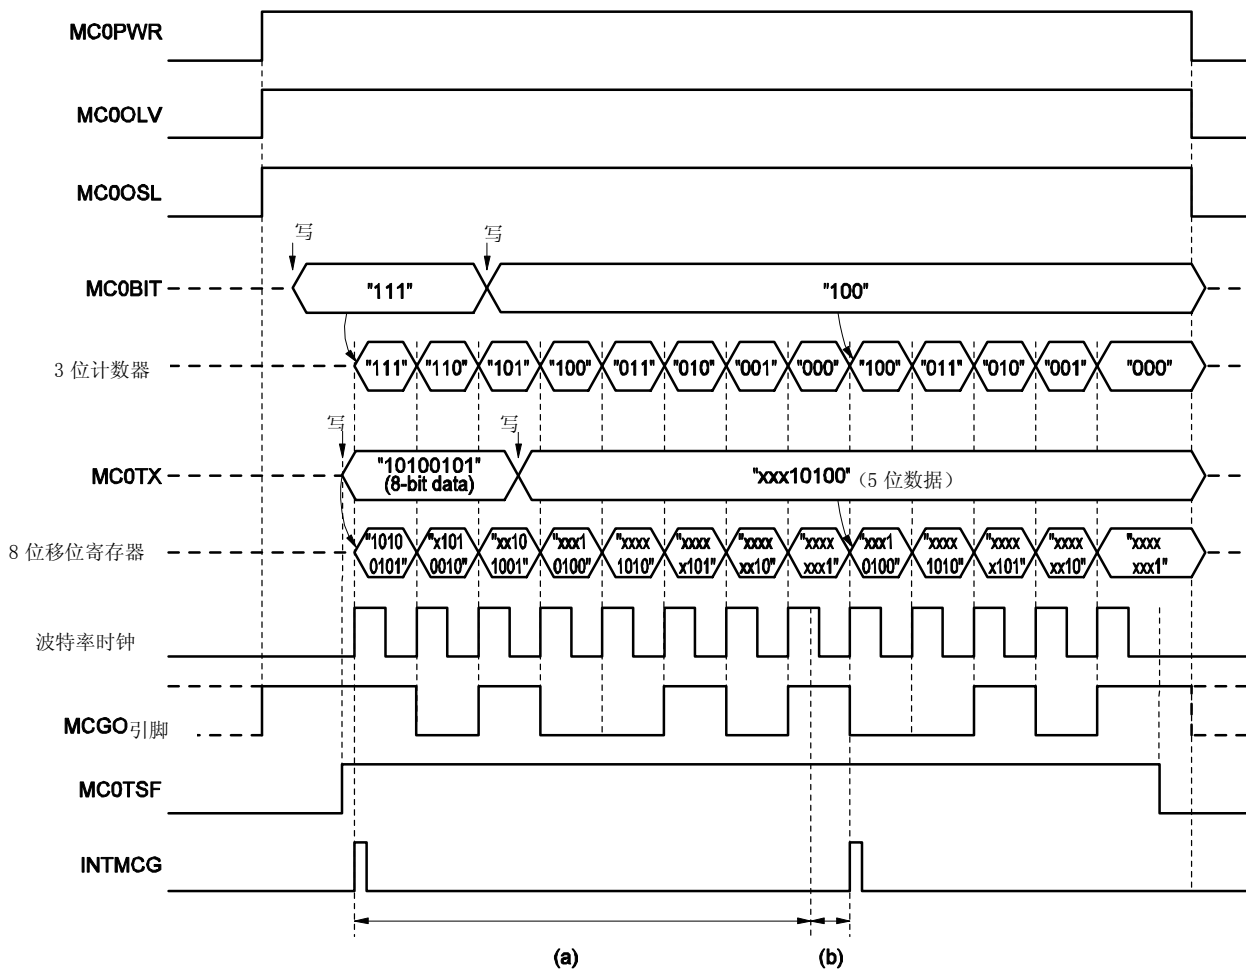 MC0PWR
MC0OLV
MC0OSL
写 写
MC0BIT "111" "100"
3 位计数器 "111" "110" "101" "100" "011" "010" "001" "000" "100" "011" "010" "001" "000"
写 写
MC0TX "10100101" "xxx10100"（5 位数据）
(8-bit data)
8 位移位寄存器 "1010 "x101 "xx10 "xxx1 "xxxx "xxxx "xxxx "xxxx "xxx1 "xxxx "xxxx "xxxx "xxxx
0101" 0010" 1001" 0100" 1010" x101" xx10" xxx1" 0100" 1010" x101" xx10" xxx1"
波特率时钟
MCGO引脚
MC0TSF
INTMCG
(a) (b)